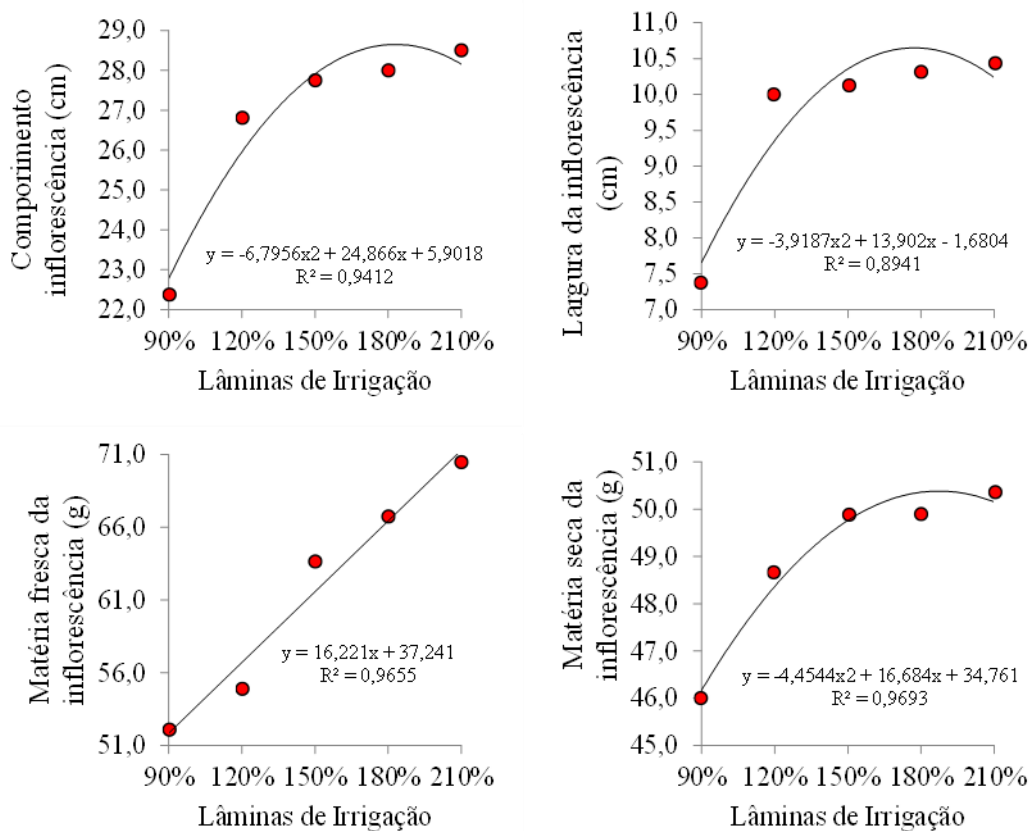 Comporimento
inflorescência (cm)
29,0
28,0
27,0
26,0
25,0
24,0
23,0
22,0
y = -6,7956x2 + 24,866x + 5,9018
R² = 0,9412
90% 120% 150% 180% 210%
Lâminas de Irrigação
Largura da inflorescência
(cm)
11,0
10,5
10,0
9,5
9,0
8,5
8,0
7,5
7,0
y = -3,9187x2 + 13,902x - 1,6804
R² = 0,8941
90% 120% 150% 180% 210%
Lâminas de Irrigação
Matéria fresca da
inflorescência (g)
71,0
66,0
61,0
56,0
51,0
y = 16,221x + 37,241
R² = 0,9655
90% 120% 150% 180% 210%
Lâminas de Irrigação
Matéria seca da
inflorescência (g)
51,0
50,0
49,0
48,0
47,0
46,0
45,0
y = -4,4544x2 + 16,684x + 34,761
R² = 0,9693
90% 120% 150% 180% 210%
Lâminas de Irrigação